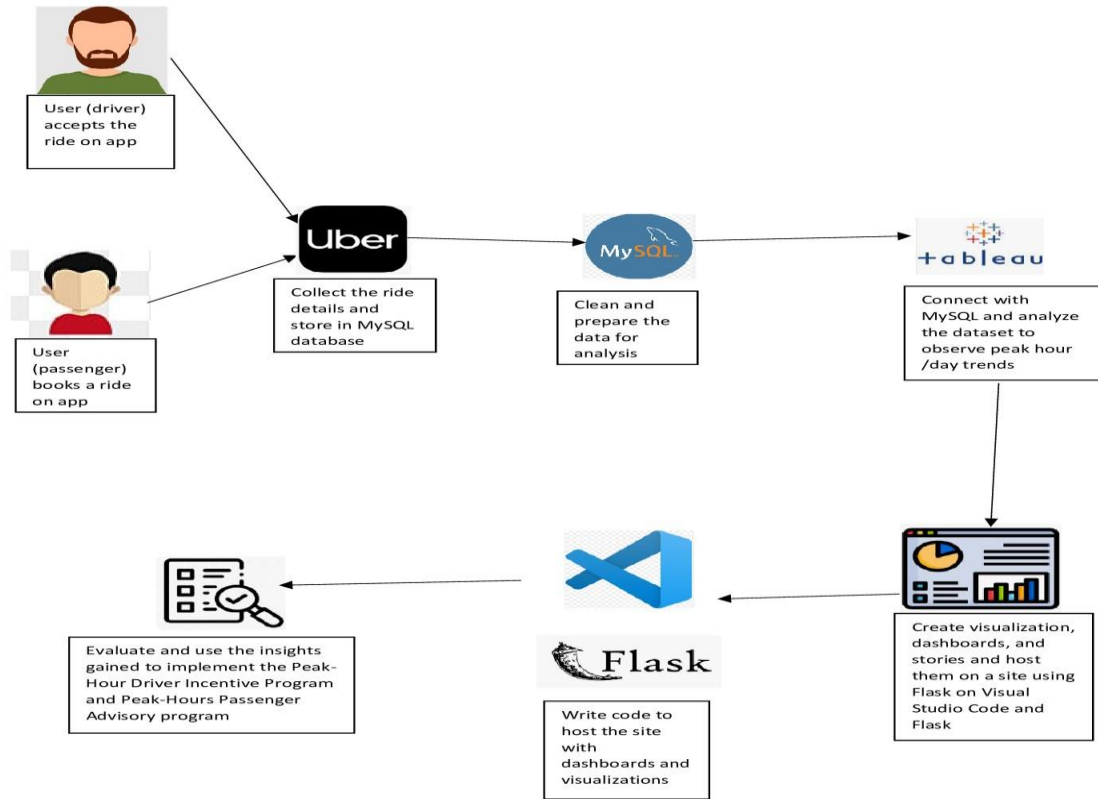 User (driver)
accepts the
ride on app
Uber
MySQL
tableau
User
(passenger)
books a ride
on app
Collect the ride
details and
store in MySQL
database
Clean and
prepare the
data for
analysis
Connect with
MySQL and analyze
the dataset to
observe peak hour
/day trends
Evaluate and use the insights
gained to implement the Peak-
Hour Driver Incentive Program
and Peak-Hours Passenger
Advisory program
Flask
Write code to
host the site
with
dashboards and
visualizations
Create visualization,
dashboards, and
stories and host
them on a site using
Flask on Visual
Studio Code and
Flask